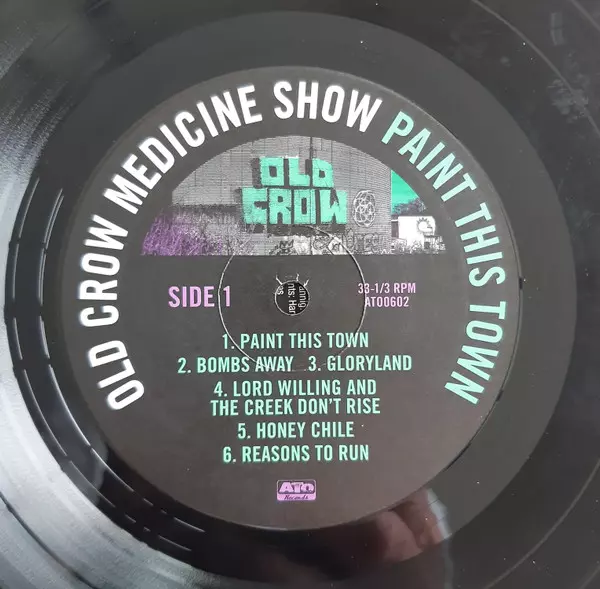 OLD CROW MEDICINE SHOW PAINT THIS TOWN
OLD
CROW
SIDE 1
33-1/3 RPM
ATO0602
1. PAINT THIS TOWN
2. BOMBS AWAY 3. GLORYLAND
4. LORD WILLING AND
THE CREEK DON'T RISE
5. HONEY CHILE
6. REASONS TO RUN
ATO
Records